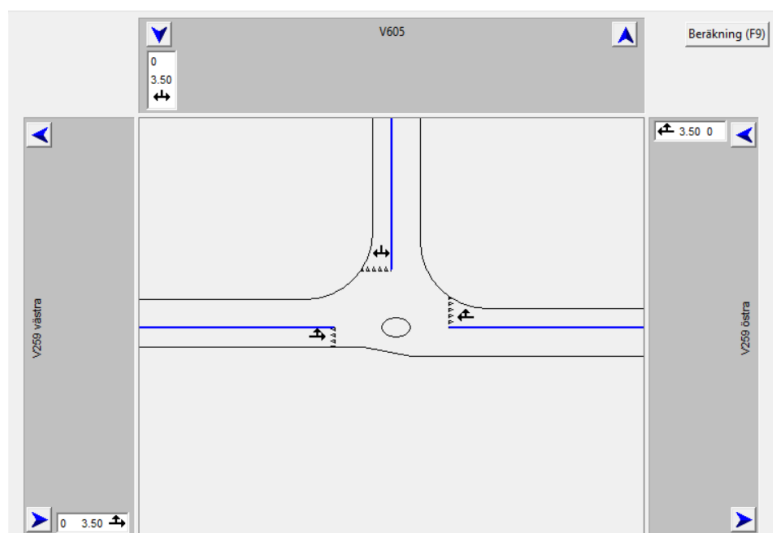 V605
Beräkning (F9)
0
3.50
3.50 0
V259 västra
V259 östra
0 3.50